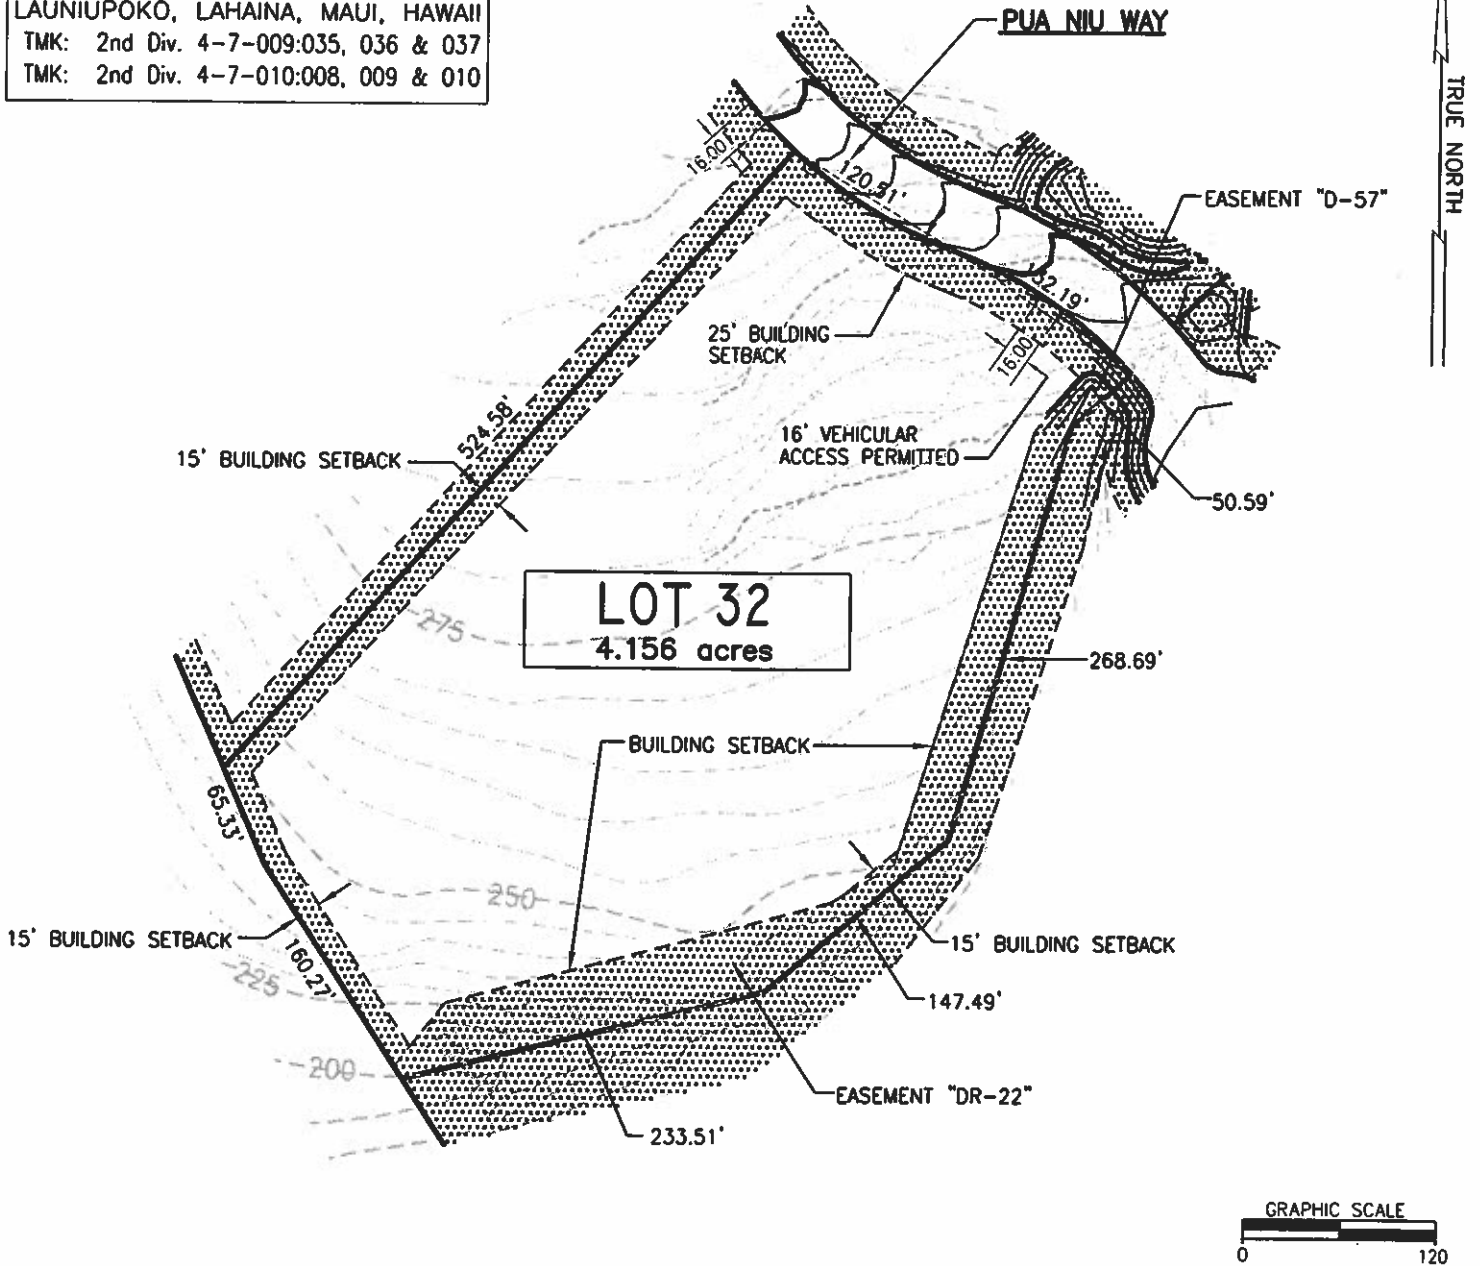 LAUNIUPOKO, LAHAINA, MAUI, HAWAII
TMK: 2nd Div. 4-7-009:035, 036 & 037
TMK: 2nd Div. 4-7-010:008, 009 & 010
PUA NIU WAY
TRUE NORTH
16.00
120.51'
EASEMENT "D-57"
52.19'
25' BUILDING
SETBACK
16.00
524.58'
16' VEHICULAR
ACCESS PERMITTED
15' BUILDING SETBACK
50.59'
LOT 32
4.156 acres
275
268.69'
BUILDING SETBACK
65.33'
250
15' BUILDING SETBACK
15' BUILDING SETBACK
160.27'
225
147.49'
200
EASEMENT "DR-22"
233.51'
GRAPHIC SCALE
0 120